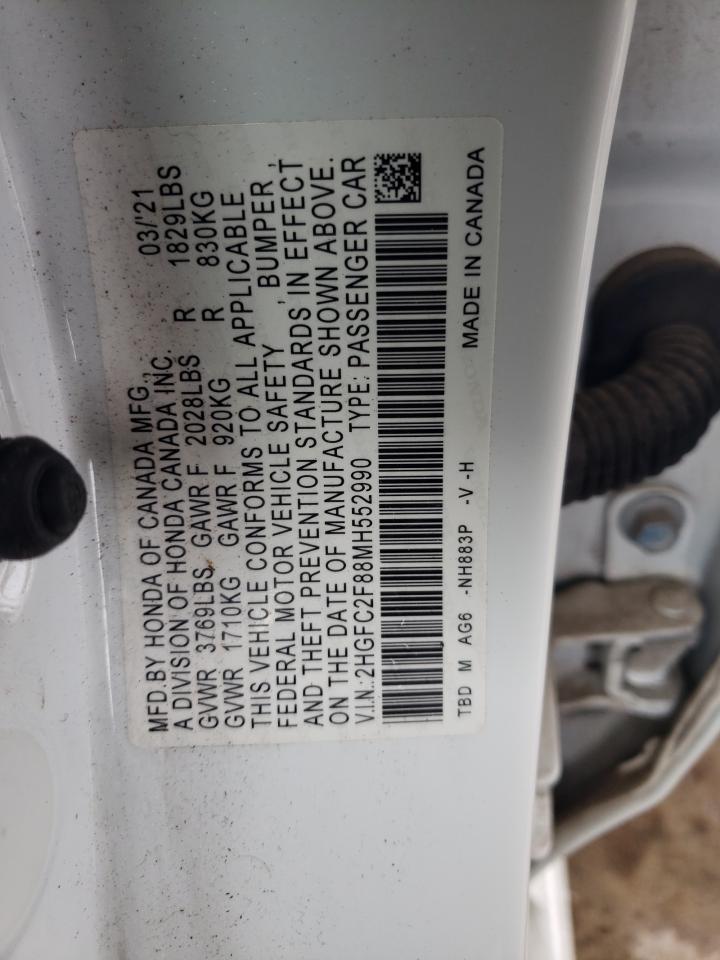 MFD.BY HONDA OF CANADA MFG., 03/'21
A DIVISION OF HONDA CANADA INC.
GVWR 3769LBS GAWR F 2028LBS R 1829LBS
GVWR 1710KG GAWR F 920KG R 830KG
THIS VEHICLE CONFORMS TO ALL APPLICABLE
FEDERAL MOTOR VEHICLE SAFETY, BUMPER,
AND THEFT PREVENTION STANDARDS IN EFFECT
ON THE DATE OF MANUFACTURE SHOWN ABOVE.
V.I.N.:2HGFC2F88MH552990 TYPE: PASSENGER CAR
TBD M AG6 -NH883P -V -H MADE IN CANADA